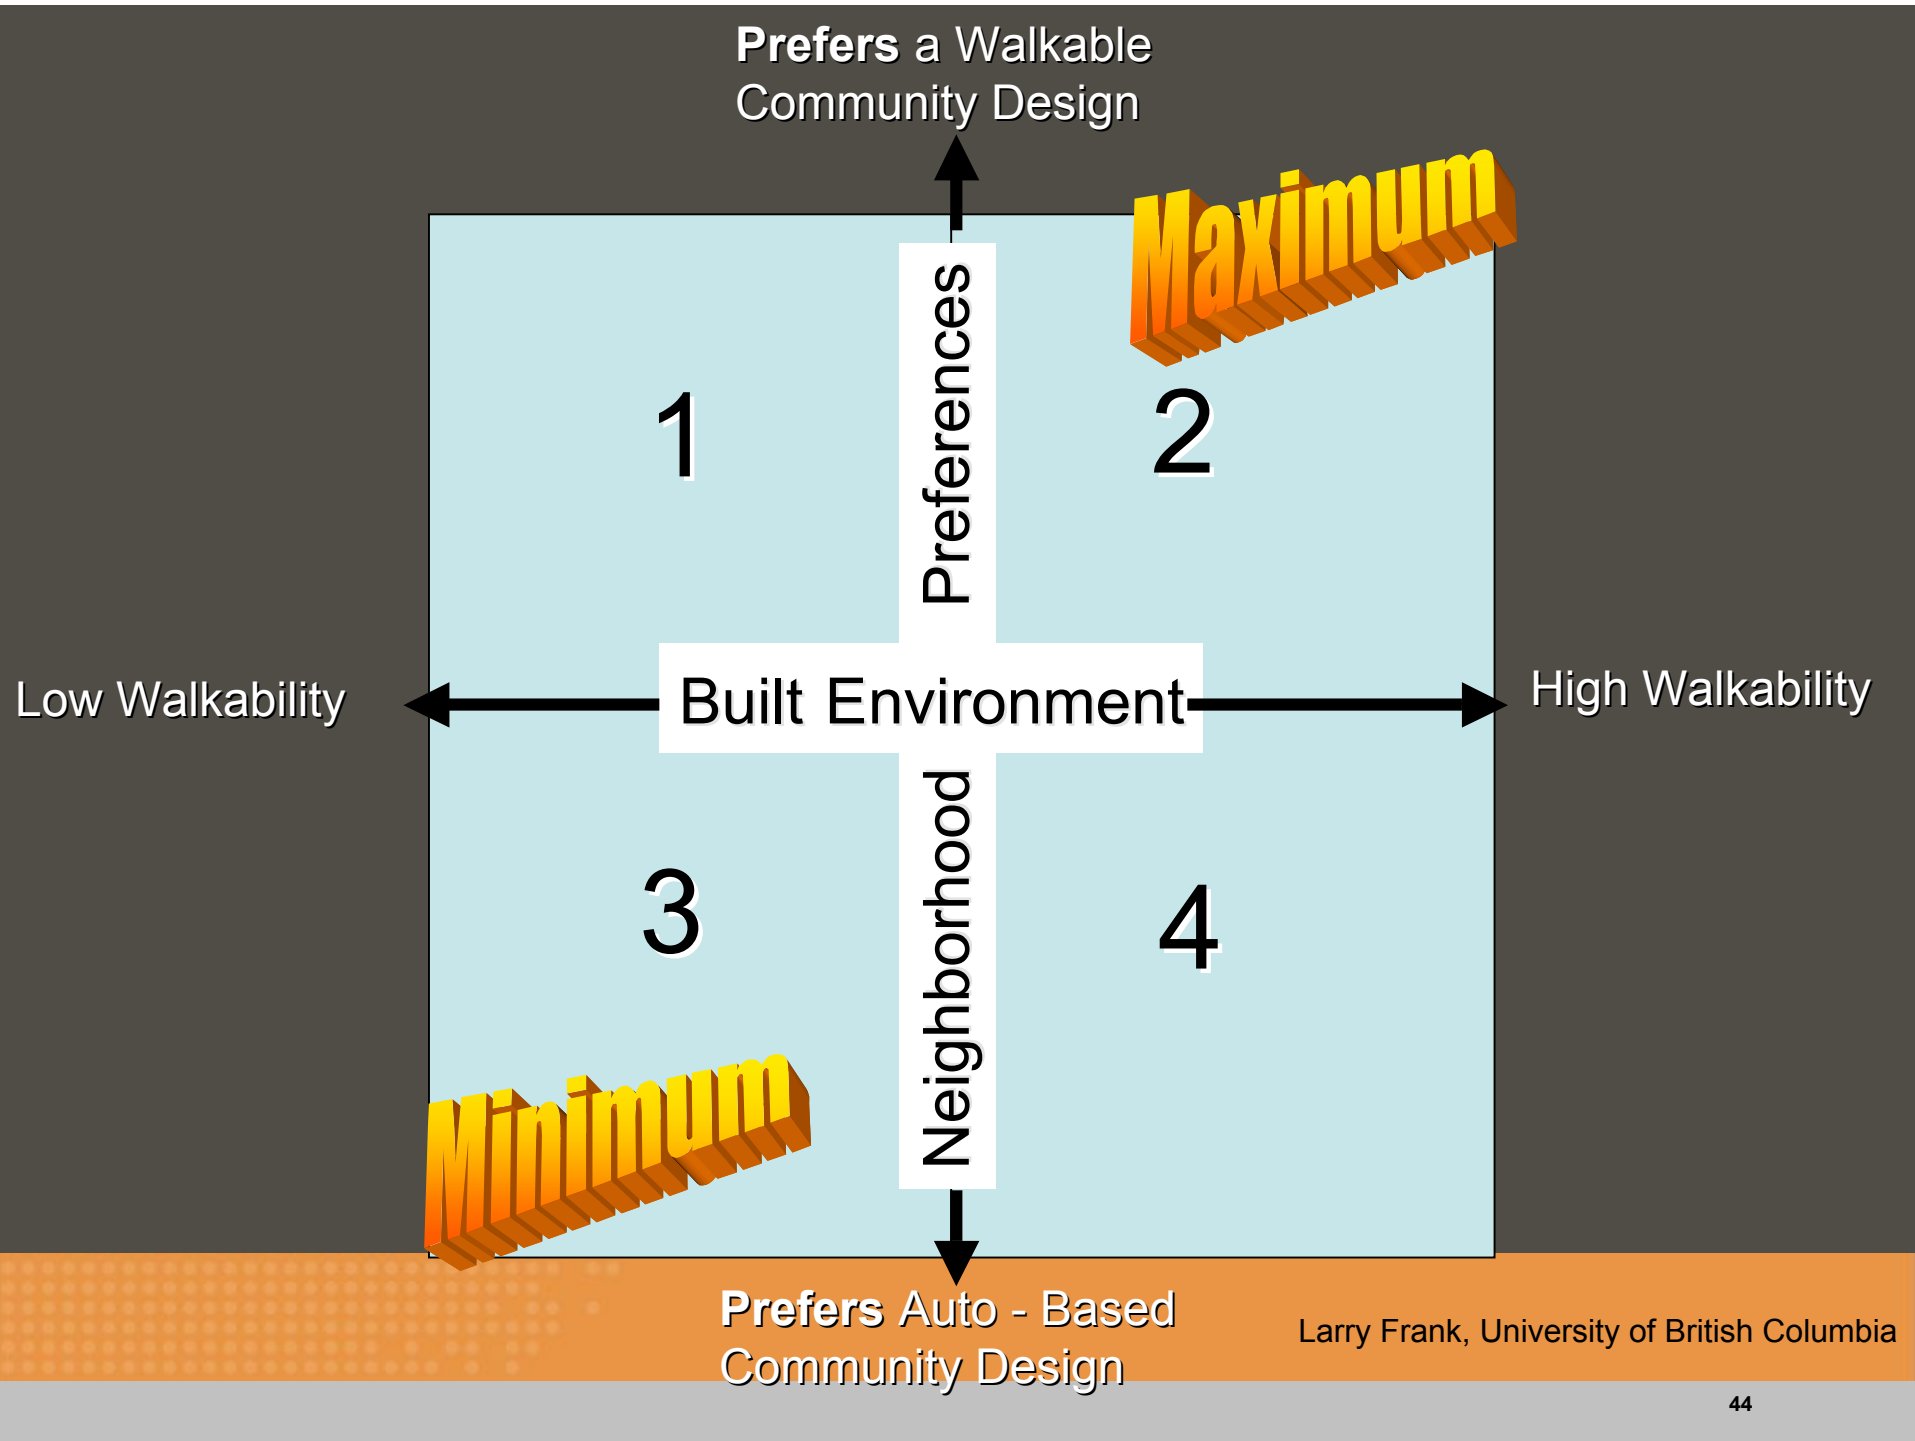 Prefers a Walkable
Community Design
Maximum
1
2
Preferences
Low Walkability
Built Environment
High Walkability
Neighborhood
3
4
Minimum
Prefers Auto - Based
Community Design
Larry Frank, University of British Columbia
44